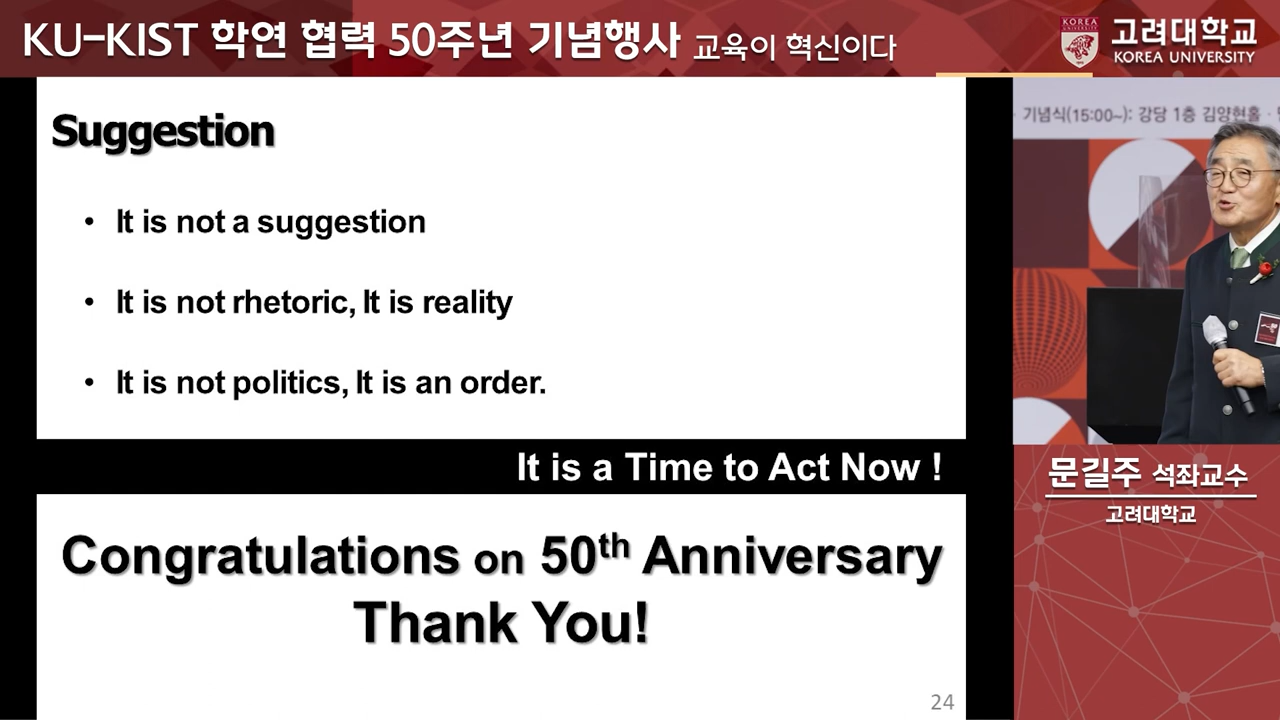 KU-KIST 학연 협력 50주년 기념행사 교육이 혁신이다
KOREA
고려대학교
KOREA UNIVERSITY
Suggestion
• It is not a suggestion
• It is not rhetoric, It is reality
• It is not politics, It is an order.
It is a Time to Act Now !
Congratulations on 50th Anniversary
Thank You!
24
기념식(15:00~): 강당 1층 김양현홀 ·
문길주 석좌교수
고려대학교